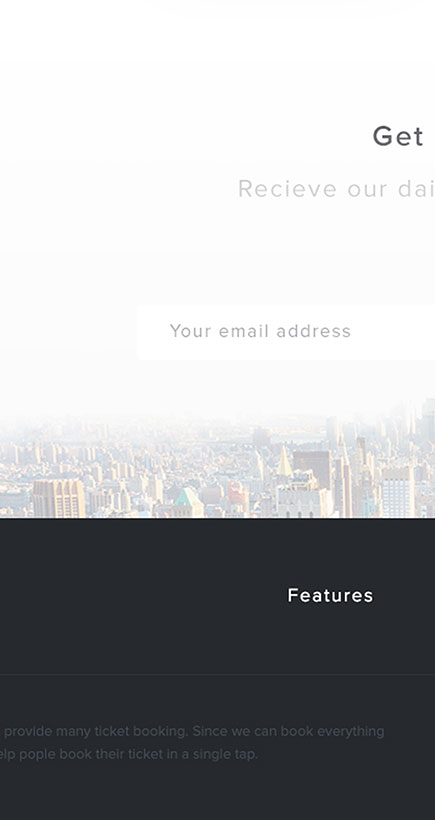 Get
Recieve our dai
Your email address
Features
provide many ticket booking. Since we can book everything
elp pople book their ticket in a single tap.